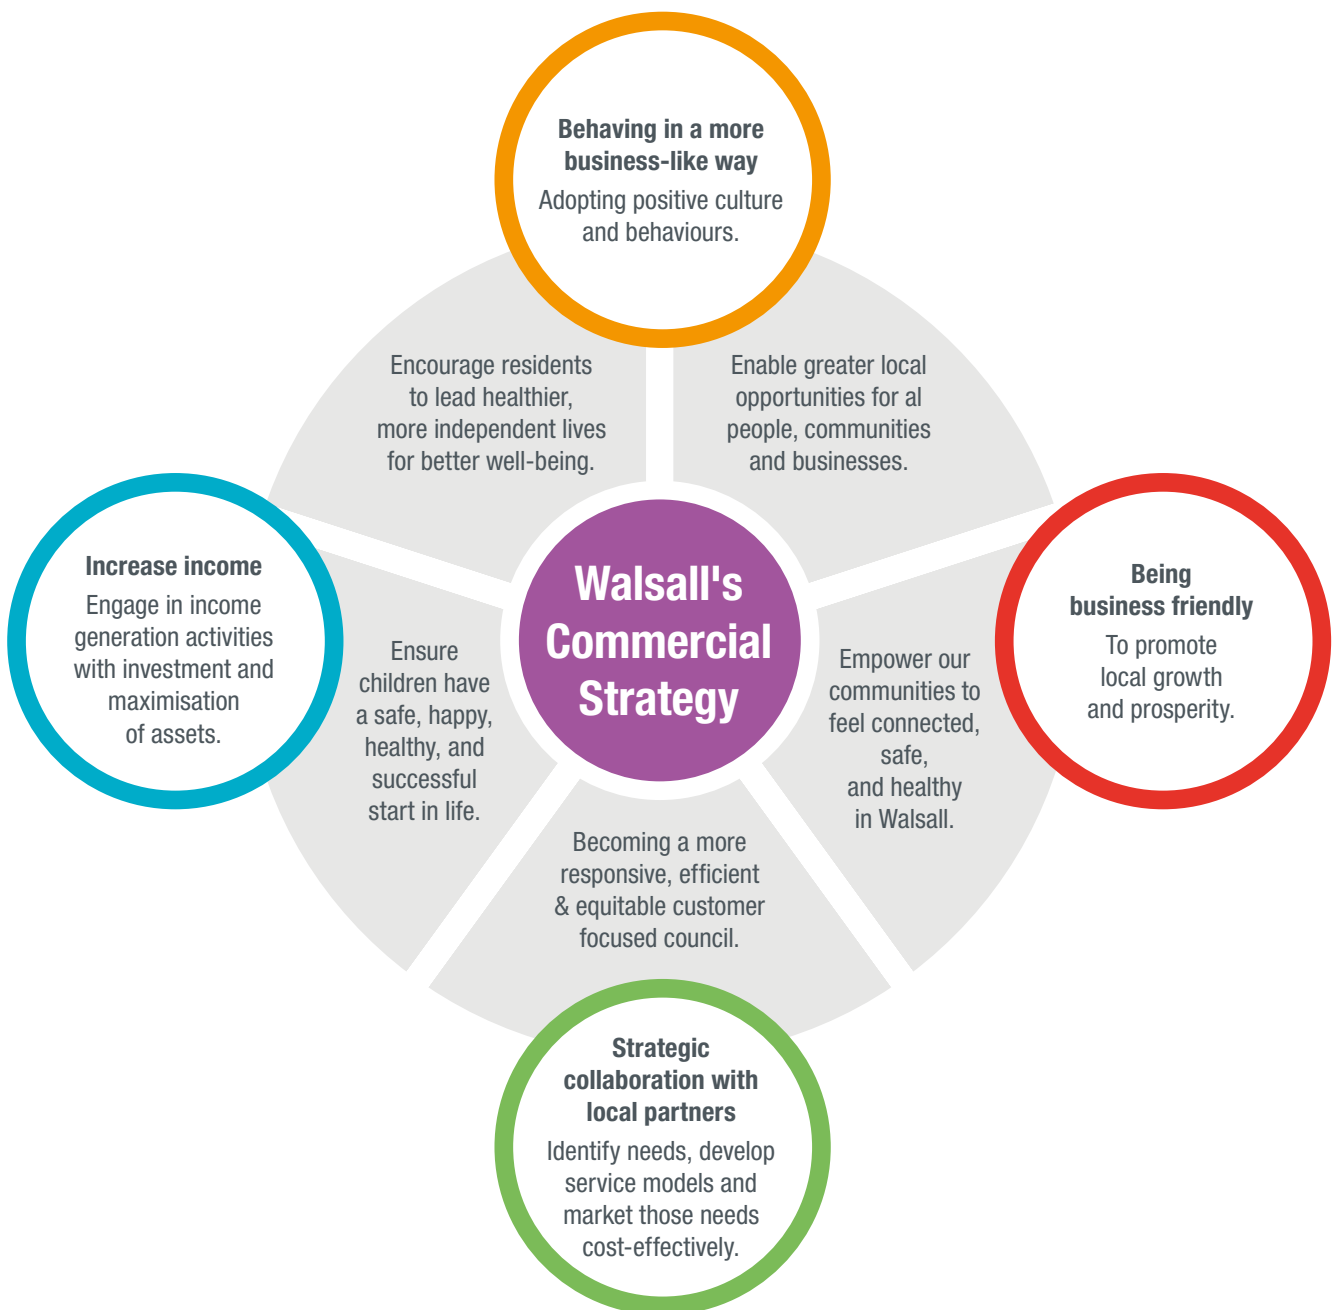 Behaving in a more
business-like way
Adopting positive culture
and behaviours.
Encourage residents
to lead healthier,
more independent lives
for better well-being.
Enable greater local
opportunities for al
people, communities
and businesses.
Increase income
Engage in income
generation activities
with investment and
maximisation
of assets.
Ensure
children have
a safe, happy,
healthy, and
successful
start in life.
Walsall's
Commercial
Strategy
Empower our
communities to
feel connected,
safe,
and healthy
in Walsall.
Being
business friendly
To promote
local growth
and prosperity.
Becoming a more
responsive, efficient
& equitable customer
focused council.
Strategic
collaboration with
local partners
Identify needs, develop
service models and
market those needs
cost-effectively.